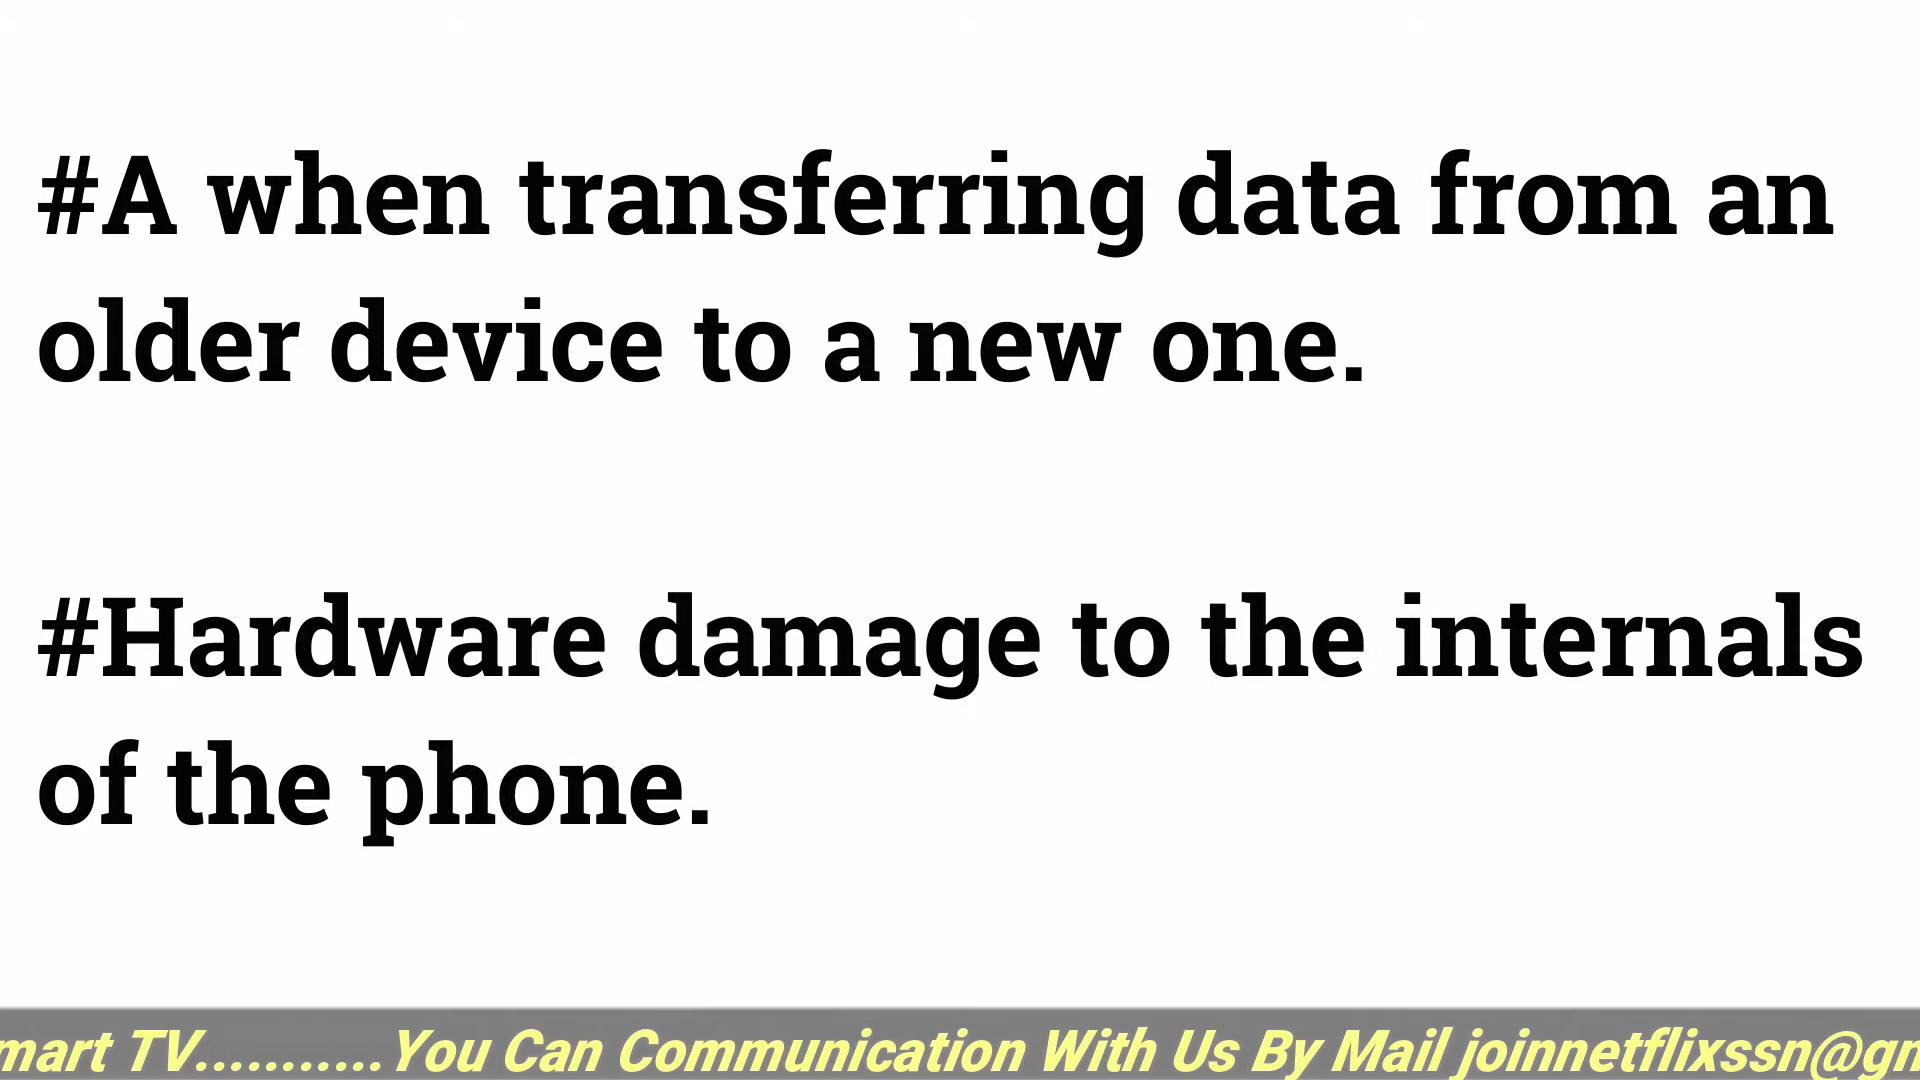 #A when transferring data from an
older device to a new one.
#Hardware damage to the internals
of the phone.
mart TV...........You Can Communication With Us By Mail joinnetflixssn@gm